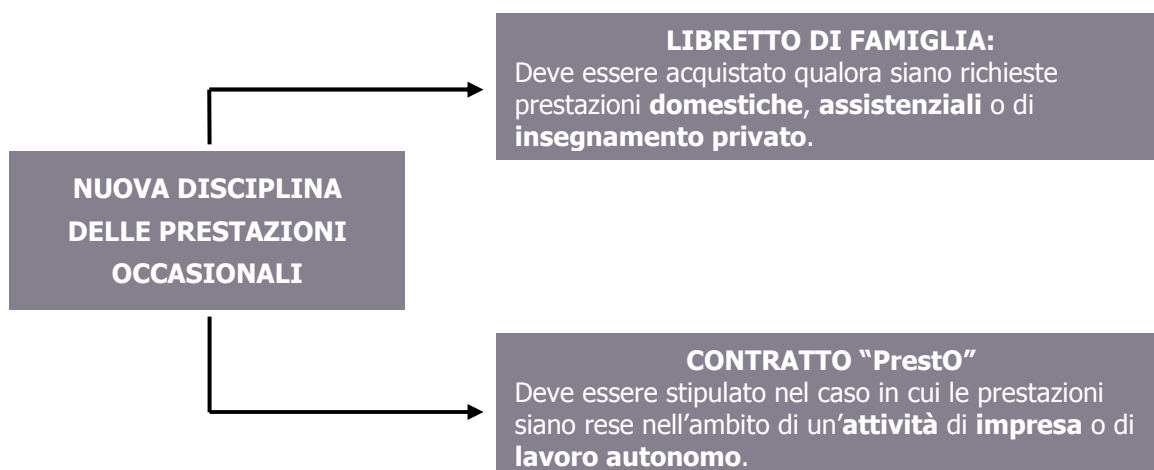 LIBRETTO DI FAMIGLIA:
Deve essere acquistato qualora siano richieste
prestazioni domestiche, assistenziali o di
insegnamento privato.
NUOVA DISCIPLINA
DELLE PRESTAZIONI
OCCASIONALI
CONTRATTO “PrestO”
Deve essere stipulato nel caso in cui le prestazioni
siano rese nell’ambito di un’attività di impresa o di
lavoro autonomo.